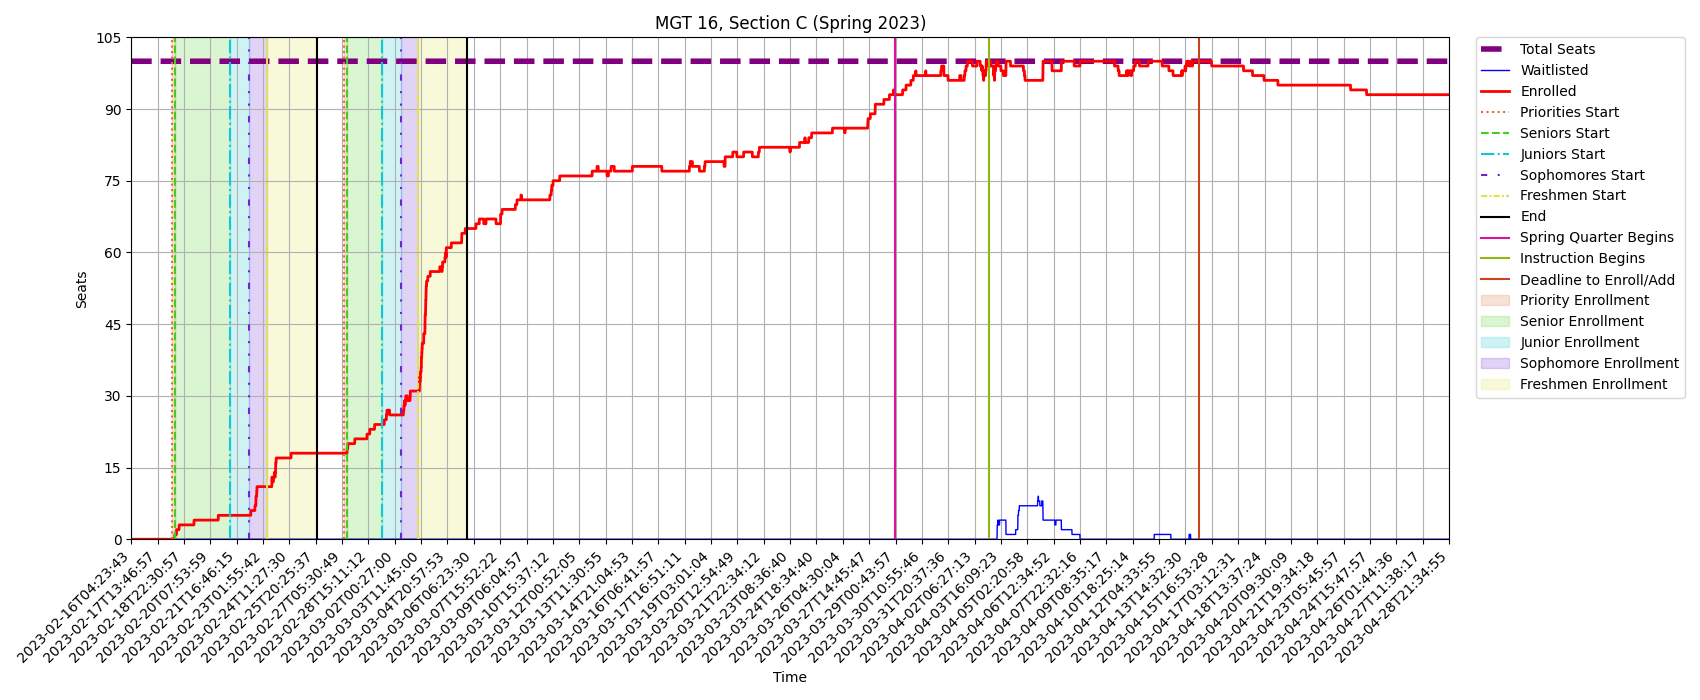 MGT 16, Section C (Spring 2023)
105
90
75
60
45
30
15
0
Seats
2023-02-16T04:23:43
2023-02-17T13:46:57
2023-02-18T22:30:57
2023-02-20T07:53:59
2023-02-21T16:46:15
2023-02-23T01:55:42
2023-02-24T11:27:30
2023-02-25T20:25:37
2023-02-27T05:30:49
2023-02-28T15:11:12
2023-03-02T00:27:00
2023-03-03T11:45:00
2023-03-04T20:57:53
2023-03-06T06:23:30
2023-03-07T15:52:22
2023-03-09T06:04:57
2023-03-10T15:37:12
2023-03-12T00:52:05
2023-03-13T11:30:55
2023-03-14T21:04:53
2023-03-16T06:41:57
2023-03-17T16:51:11
2023-03-19T03:01:04
2023-03-20T12:54:49
2023-03-21T22:34:12
2023-03-23T08:36:40
2023-03-24T18:34:40
2023-03-26T04:30:04
2023-03-27T14:45:47
2023-03-29T00:43:57
2023-03-30T10:55:46
2023-03-31T20:37:36
2023-04-02T06:27:13
2023-04-03T16:09:23
2023-04-05T02:20:58
2023-04-06T12:34:52
2023-04-07T22:32:16
2023-04-09T08:35:17
2023-04-10T18:25:14
2023-04-12T04:33:55
2023-04-13T14:32:30
2023-04-15T16:53:28
2023-04-17T03:12:31
2023-04-18T13:37:24
2023-04-20T09:30:09
2023-04-21T19:34:18
2023-04-23T05:45:57
2023-04-24T15:47:57
2023-04-26T01:44:36
2023-04-27T11:38:17
2023-04-28T21:34:55
Time
Total Seats
Waitlisted
Enrolled
Priorities Start
Seniors Start
Juniors Start
Sophomores Start
Freshmen Start
End
Spring Quarter Begins
Instruction Begins
Deadline to Enroll/Add
Priority Enrollment
Senior Enrollment
Junior Enrollment
Sophomore Enrollment
Freshmen Enrollment